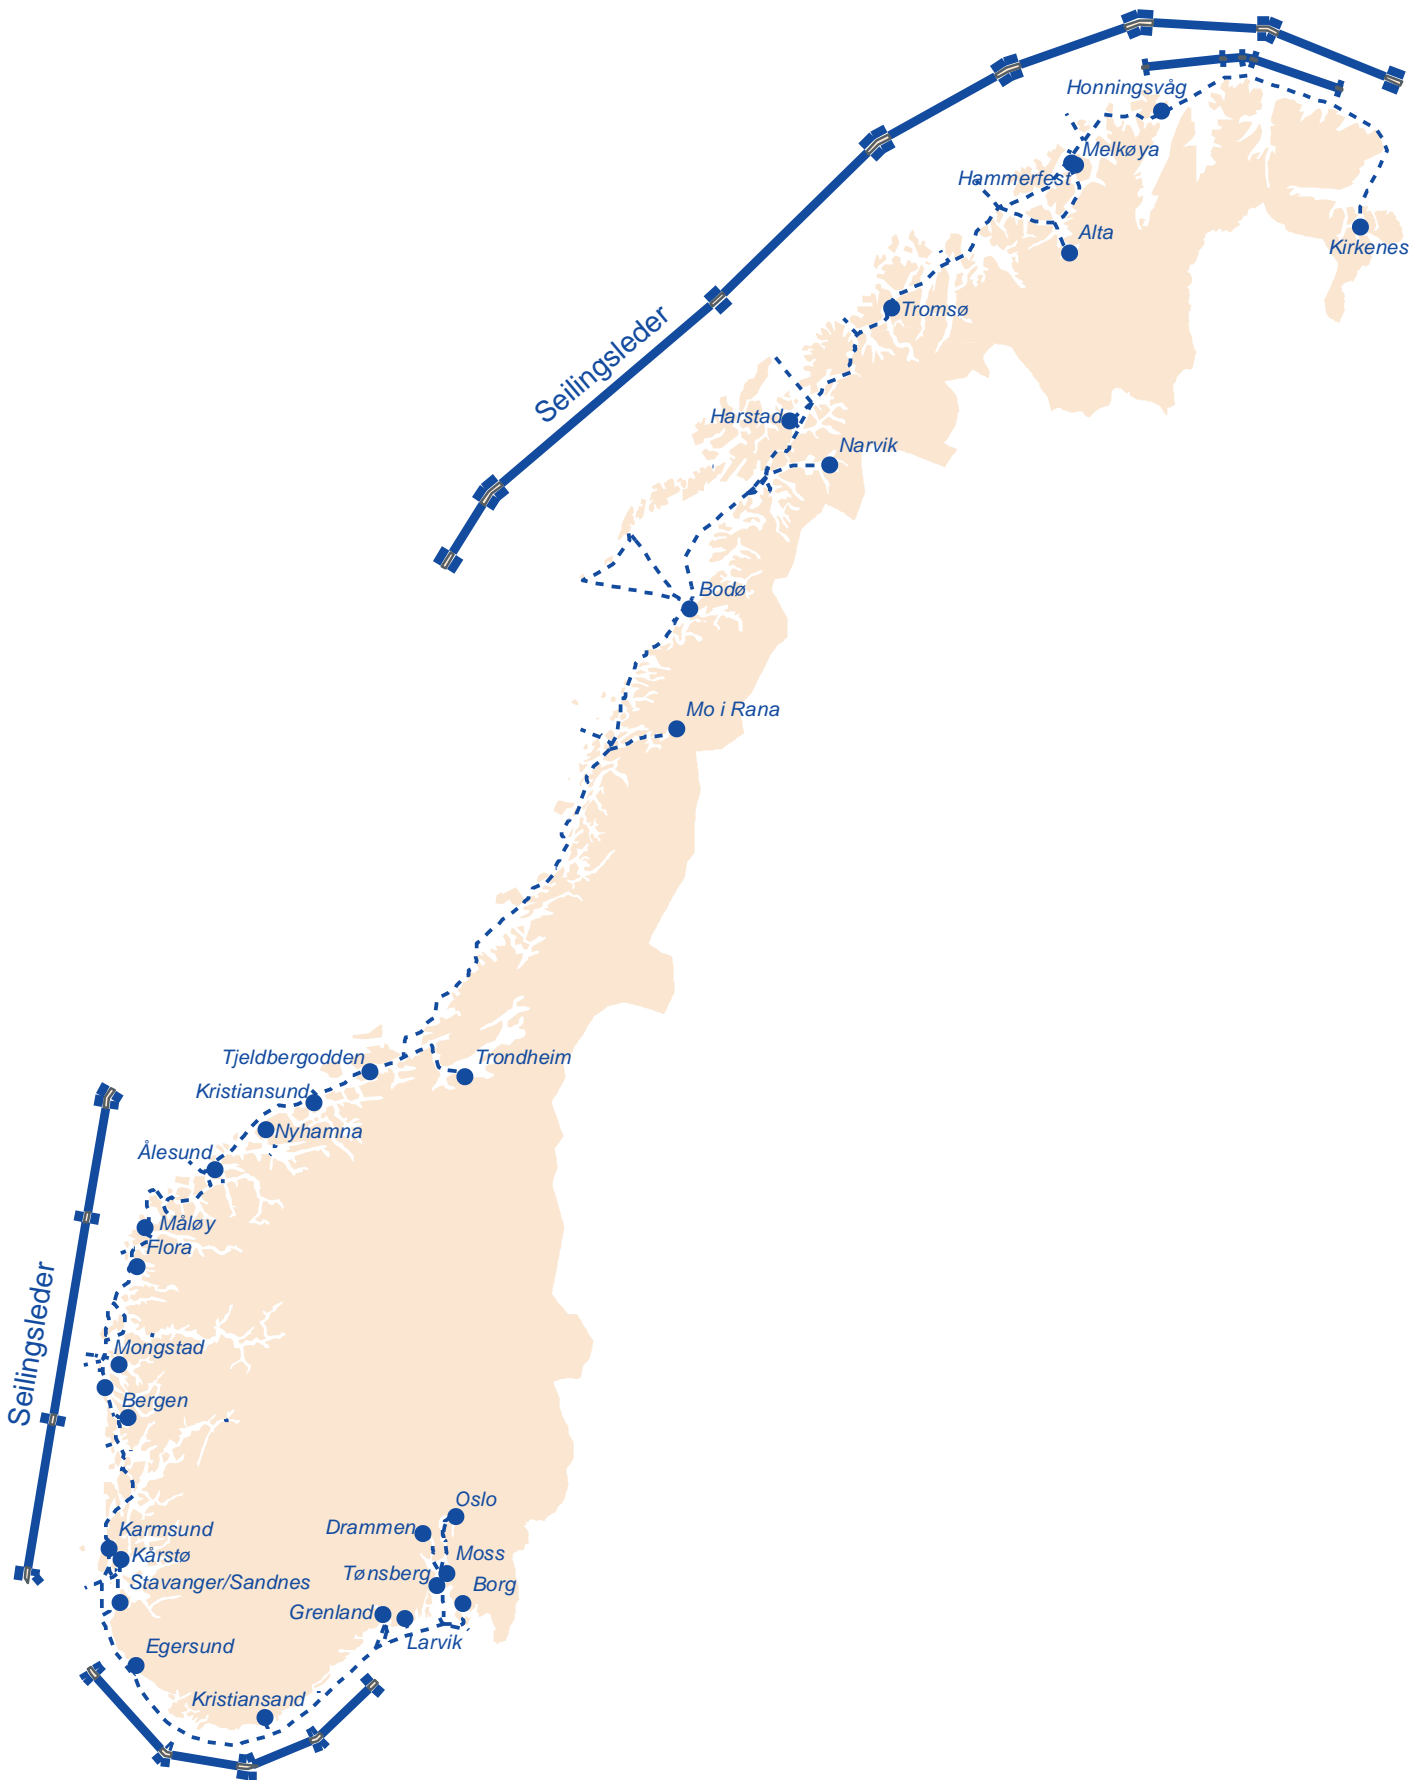 Honningsvåg
Melkøya
Hammerfest
Alta
Kirkenes
Tromsø
Seilingsleder
Harstad
Narvik
Bodø
Mo i Rana
Tjeldbergodden
Trondheim
Kristiansund
Nyhamna
Ålesund
Måløy
Flora
Seilingsleder
Mongstad
Bergen
Oslo
Drammen
Karmsund
Kårstø
Moss
Tønsberg
Stavanger/Sandnes
Borg
Grenland
Larvik
Egersund
Kristiansand